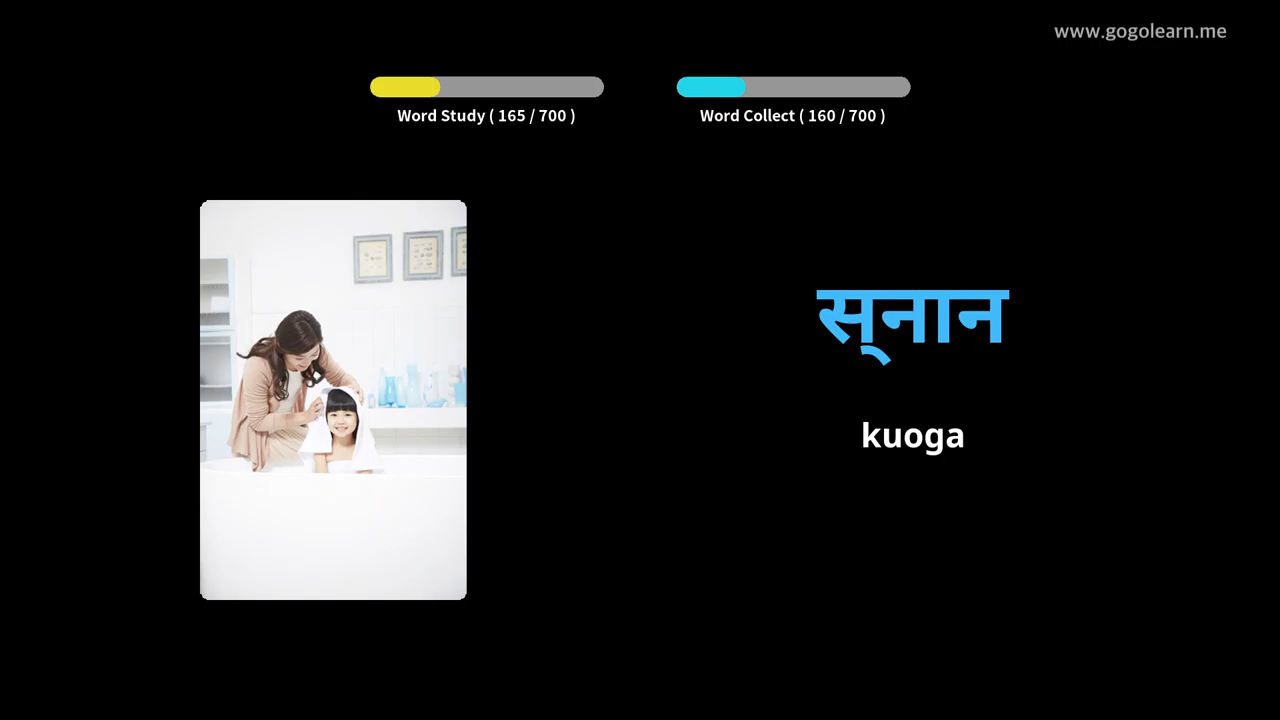 www.gogolearn.me
Word Study ( 165 / 700 )
Word Collect ( 160 / 700 )
स्‌नान
kuoga